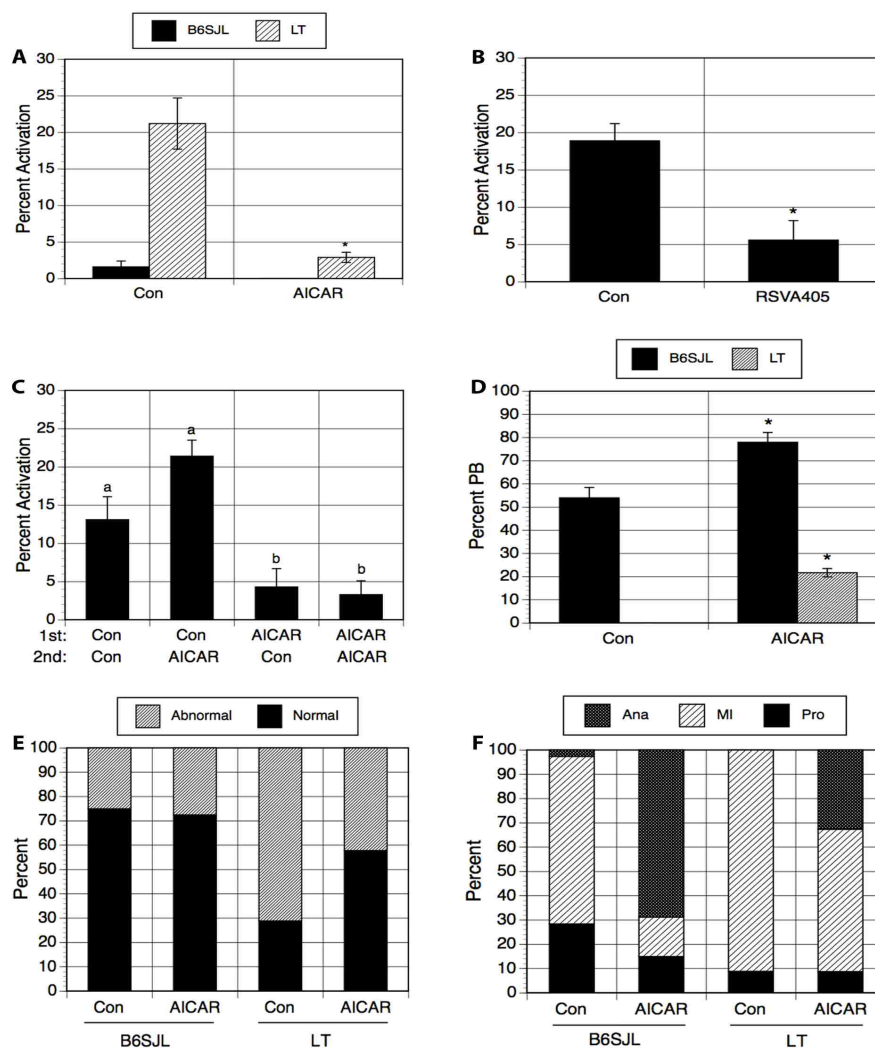 B6SJL LT
A
Percent Activation
30
25
20
15
10
5
0
Con AICAR
*
B
Percent Activation
30
25
20
15
10
5
0
Con RSVA405
*
C
Percent Activation
30
25
20
15
10
5
0
a a b b
1st: Con Con AICAR AICAR
2nd: Con AICAR Con AICAR
B6SJL LT
D
Percent PB
100
90
80
70
60
50
40
30
20
10
0
* *
Con AICAR
Abnormal Normal
E
Percent
100
90
80
70
60
50
40
30
20
10
0
Con AICAR Con AICAR
B6SJL LT
Ana MI Pro
F
Percent
100
90
80
70
60
50
40
30
20
10
0
Con AICAR Con AICAR
B6SJL LT